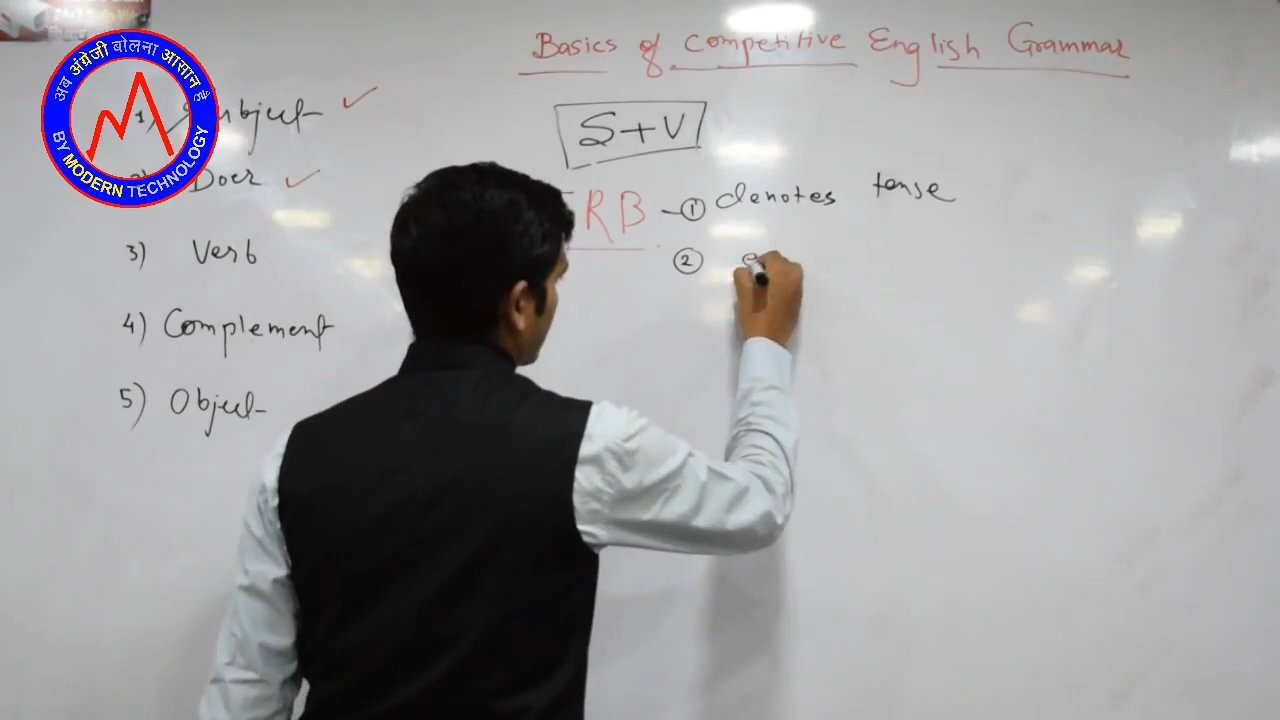 Basics of Competitive English Grammar
अब अंग्रेजी बोलना आसान है
BY MODERN TECHNOLOGY
1) Subject
Doer
3) Verb
4) Complement
5) Object
S+V
RB - ① denotes tense
②